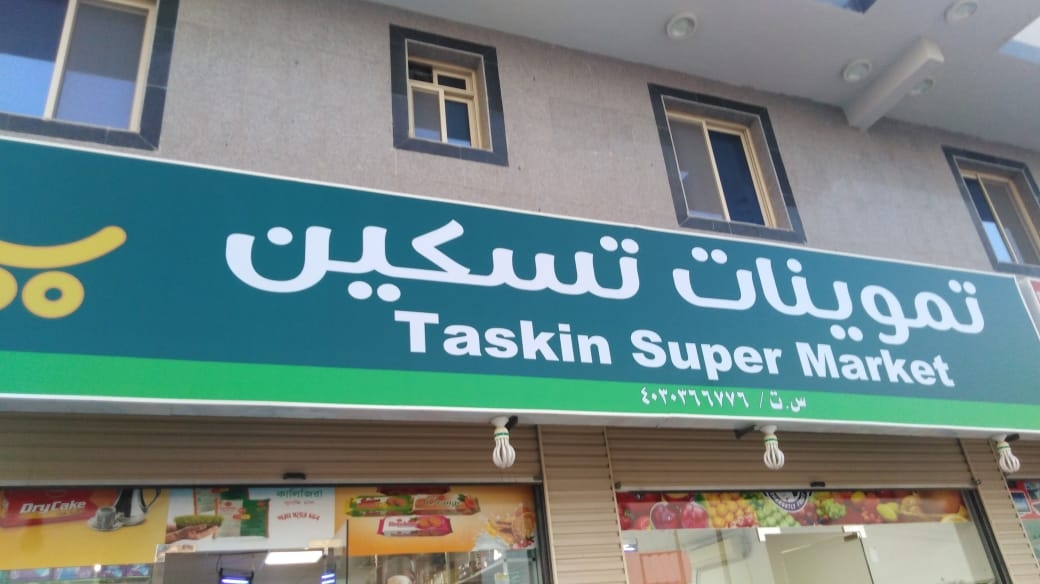 تموينات تسكين
Taskin Super Market
س.ت/ ٤٠٣٠٣٦٦٧٧٦
DryCake
কালিজিরা